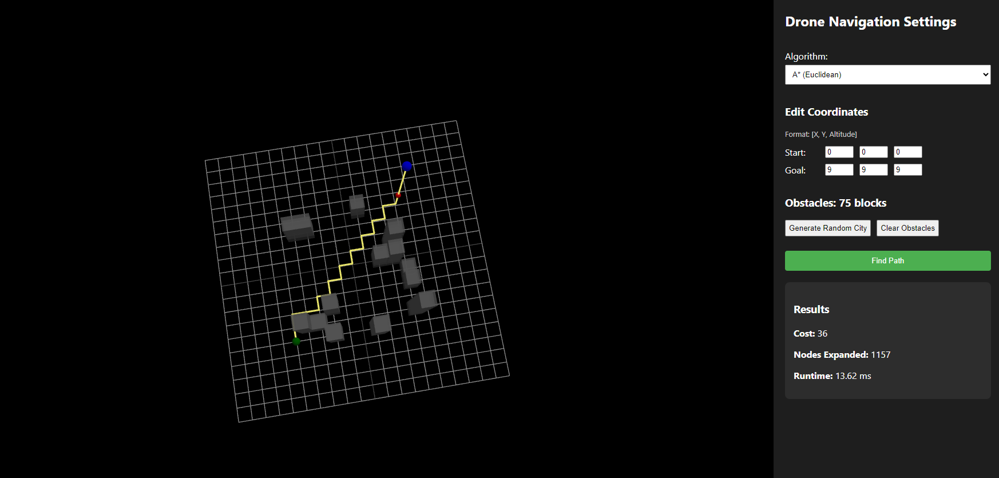 Drone Navigation Settings
Algorithm:
A* (Euclidean)
Edit Coordinates
Format: [X, Y, Altitude]
Start: 0 0 0
Goal: 9 9 9
Obstacles: 75 blocks
Generate Random City Clear Obstacles
Find Path
Results
Cost: 36
Nodes Expanded: 1157
Runtime: 13.62 ms